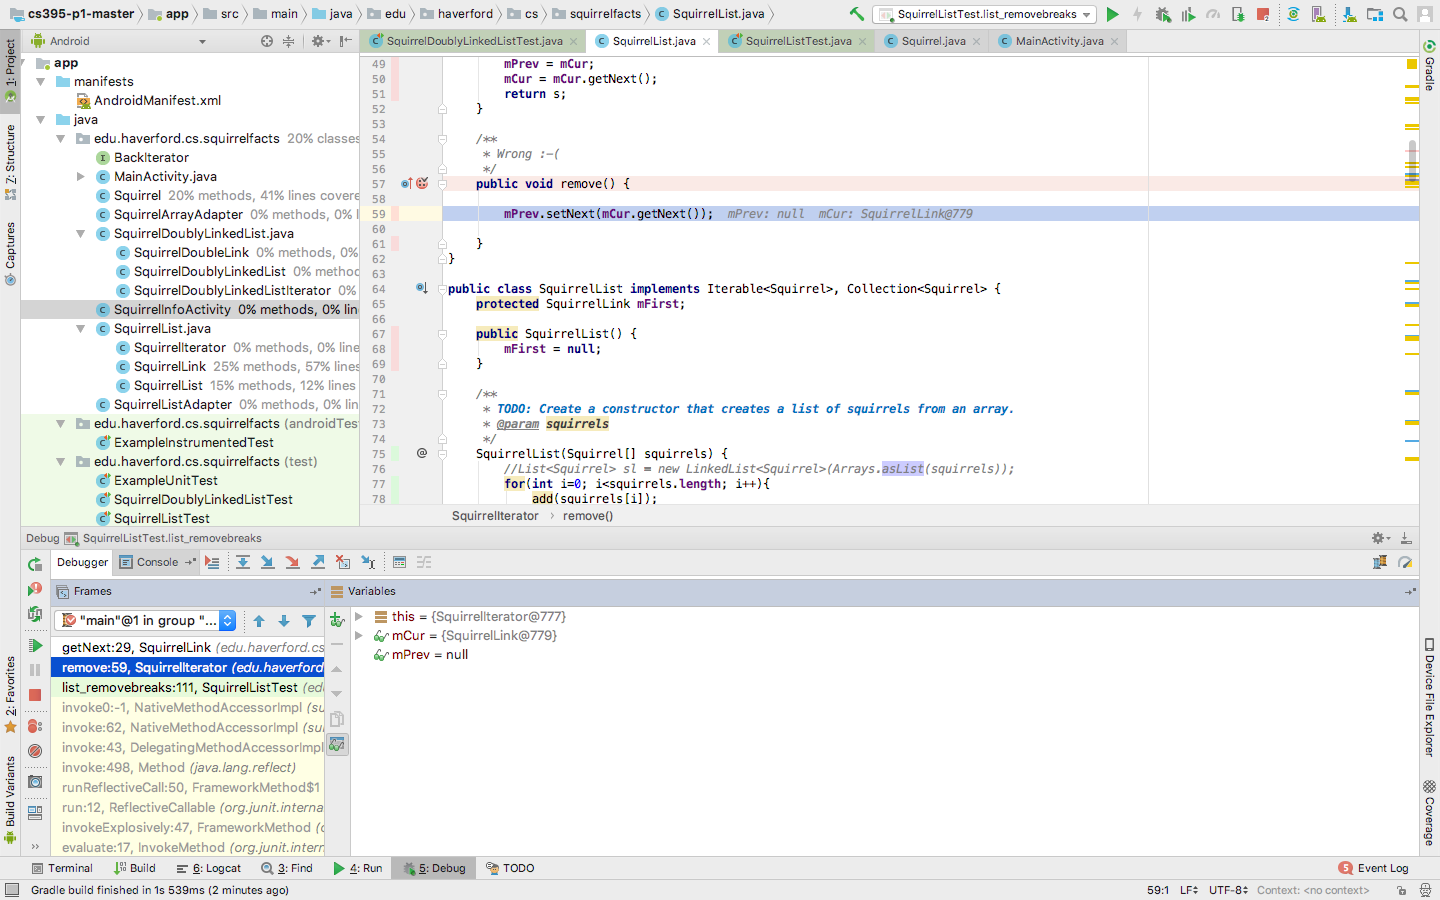 cs395-p1-master app src main java edu haverford cs squirrelfacts SquirrelList.java SquirrelListTest.list_removebreaks
Android SquirrelDoublyLinkedListTest.java SquirrelList.java SquirrelListTest.java Squirrel.java MainActivity.java
1: Project
7: Structure
Captures
2: Favorites
Build Variants
app
manifests
AndroidManifest.xml
java
edu.haverford.cs.squirrelfacts 20% classes
BackIterator
MainActivity.java
Squirrel 20% methods, 41% lines covere
SquirrelArrayAdapter 0% methods, 0% l
SquirrelDoublyLinkedList.java
SquirrelDoubleLink 0% methods, 0%
SquirrelDoublyLinkedList 0% method
SquirrelDoublyLinkedListIterator 0%
SquirrelInfoActivity 0% methods, 0% lin
SquirrelList.java
SquirrelIterator 0% methods, 0% line
SquirrelLink 25% methods, 57% lines
SquirrelList 15% methods, 12% lines
SquirrelListAdapter 0% methods, 0% lin
edu.haverford.cs.squirrelfacts (androidTes
ExampleInstrumentedTest
edu.haverford.cs.squirrelfacts (test)
ExampleUnitTest
SquirrelDoublyLinkedListTest
SquirrelListTest
49 mPrev = mCur;
50 mCur = mCur.getNext();
51 return s;
52 }
53
54 /**
55 * Wrong :-(
56 */
57 public void remove() {
58
59 mPrev.setNext(mCur.getNext()); mPrev: null mCur: SquirrelLink@779
60
61 }
62 }
63
64 public class SquirrelList implements Iterable<Squirrel>, Collection<Squirrel> {
65 protected SquirrelLink mFirst;
66
67 public SquirrelList() {
68 mFirst = null;
69 }
70
71 /**
72 * TODO: Create a constructor that creates a list of squirrels from an array.
73 * @param squirrels
74 */
75 @ SquirrelList(Squirrel[] squirrels) {
76 //List<Squirrel> sl = new LinkedList<Squirrel>(Arrays.asList(squirrels));
77 for(int i=0; i<squirrels.length; i++){
78 add(squirrels[i]);
SquirrelIterator › remove()
Gradle
Device File Explorer
Coverage
Debug SquirrelListTest.list_removebreaks
Debugger Console
Frames Variables
"main"@1 in group "...
getNext:29, SquirrelLink (edu.haverford.cs
remove:59, SquirrelIterator (edu.haverford
list_removebreaks:111, SquirrelListTest (ed
invoke0:-1, NativeMethodAccessorImpl (su
invoke:62, NativeMethodAccessorImpl (su
invoke:43, DelegatingMethodAccessorImpl
invoke:498, Method (java.lang.reflect)
runReflectiveCall:50, FrameworkMethod$1
run:12, ReflectiveCallable (org.junit.interna
invokeExplosively:47, FrameworkMethod (o
evaluate:17, InvokeMethod (org.junit.intern
this = {SquirrelIterator@777}
mCur = {SquirrelLink@779}
mPrev = null
Terminal Build 6: Logcat 3: Find 4: Run 5: Debug TODO 5 Event Log
Gradle build finished in 1s 539ms (2 minutes ago) 59:1 LF UTF-8 Context: <no context>